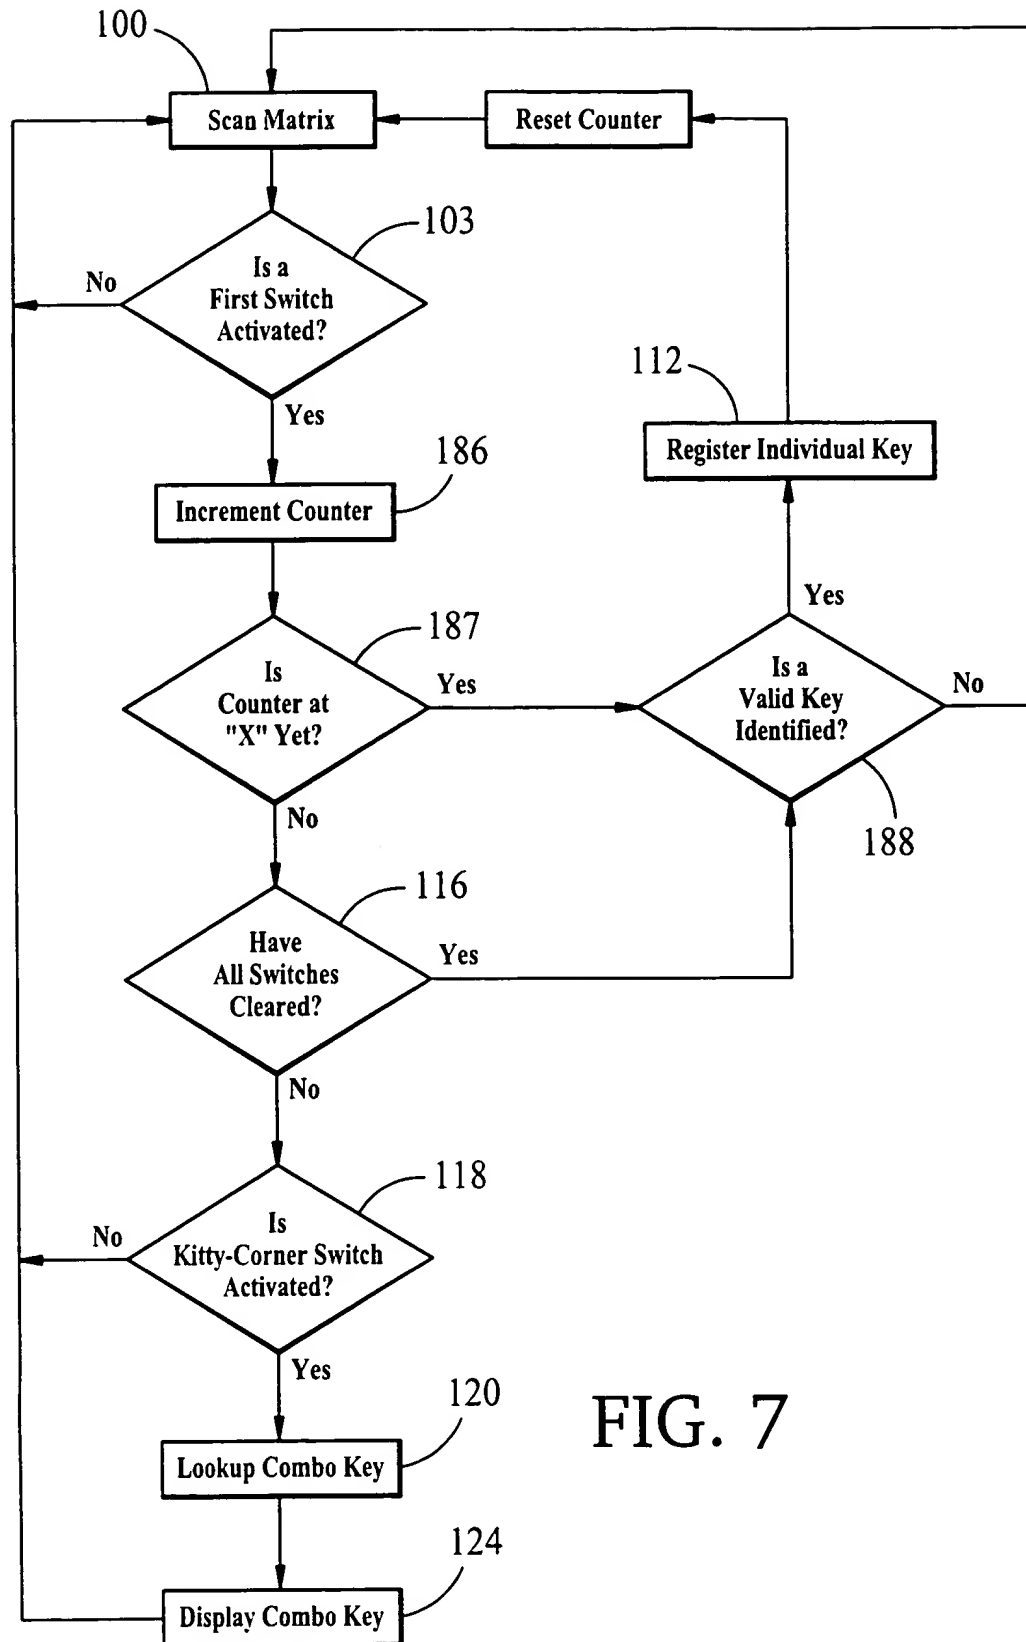 100
Scan Matrix
Reset Counter
103
Is a
First Switch
Activated?
No
Yes
112
Register Individual Key
186
Increment Counter
Yes
187
Is
Counter at
"X" Yet?
Yes
Is a
Valid Key
Identified?
No
No
188
116
Have
All Switches
Cleared?
Yes
No
118
Is
Kitty-Corner Switch
Activated?
No
Yes
120
Lookup Combo Key
FIG. 7
124
Display Combo Key